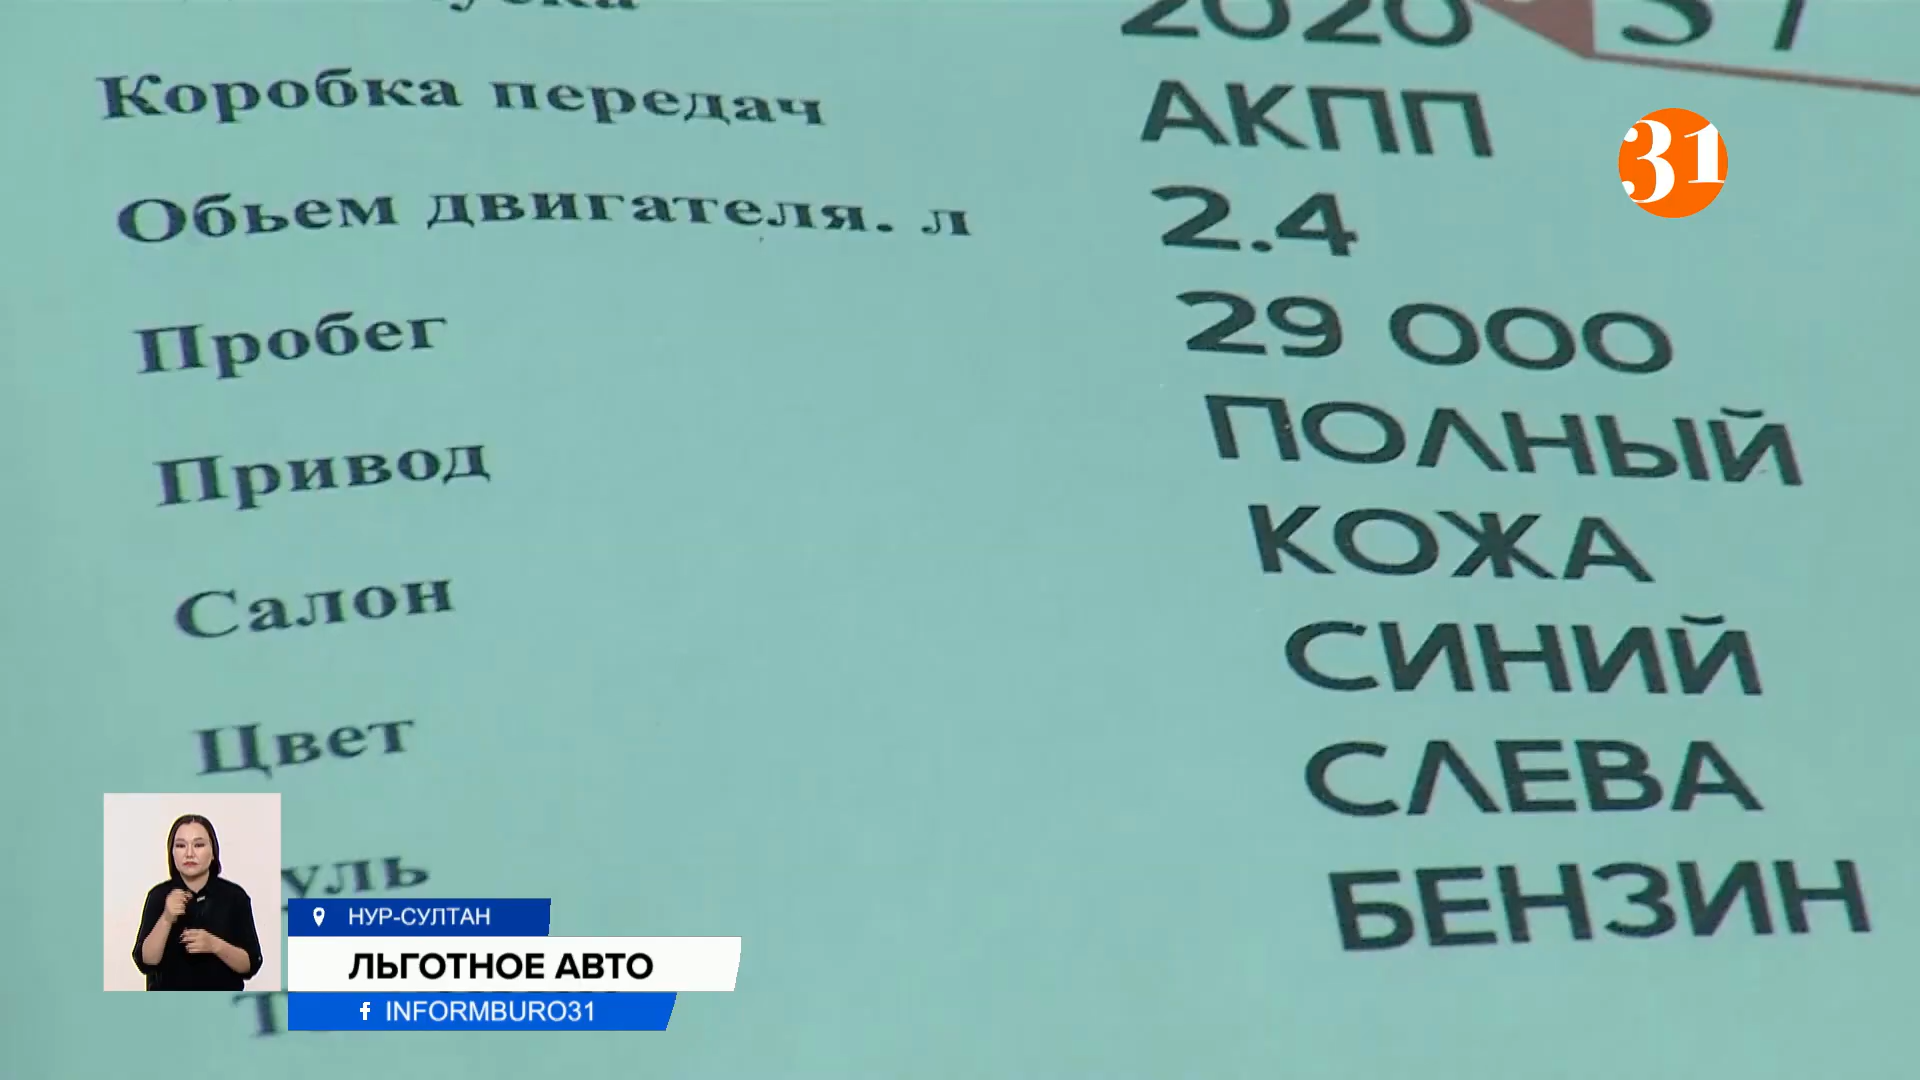 2020
Коробка передач АКПП
Обьем двигателя. л 2.4
Пробег 29 000
Привод ПОЛНЫЙ
Салон КОЖА
Цвет СИНИЙ
СЛЕВА
БЕНЗИН
31
НУР-СУЛТАН
ЛЬГОТНОЕ АВТО
INFORMBURO31